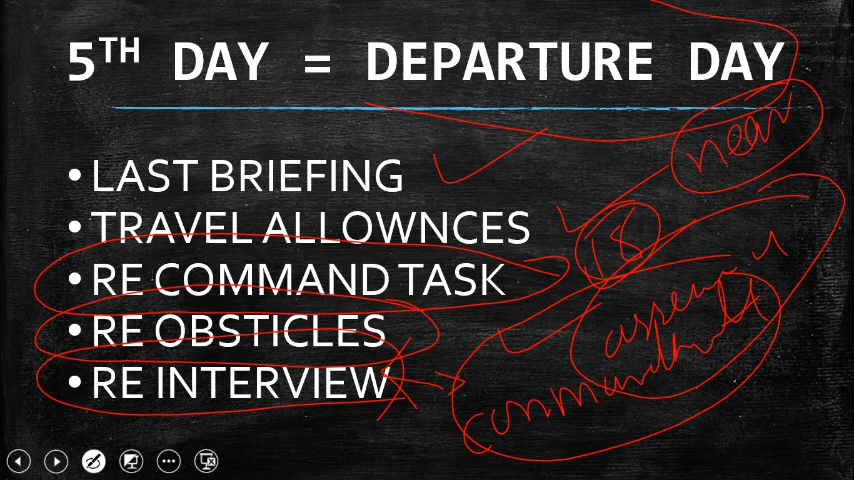 5TH DAY = DEPARTURE DAY
near
• LAST BRIEFING
• TRAVEL ALLOWNCES
18
• RE COMMAND TASK
• RE OBSTICLES
• RE INTERVIEW